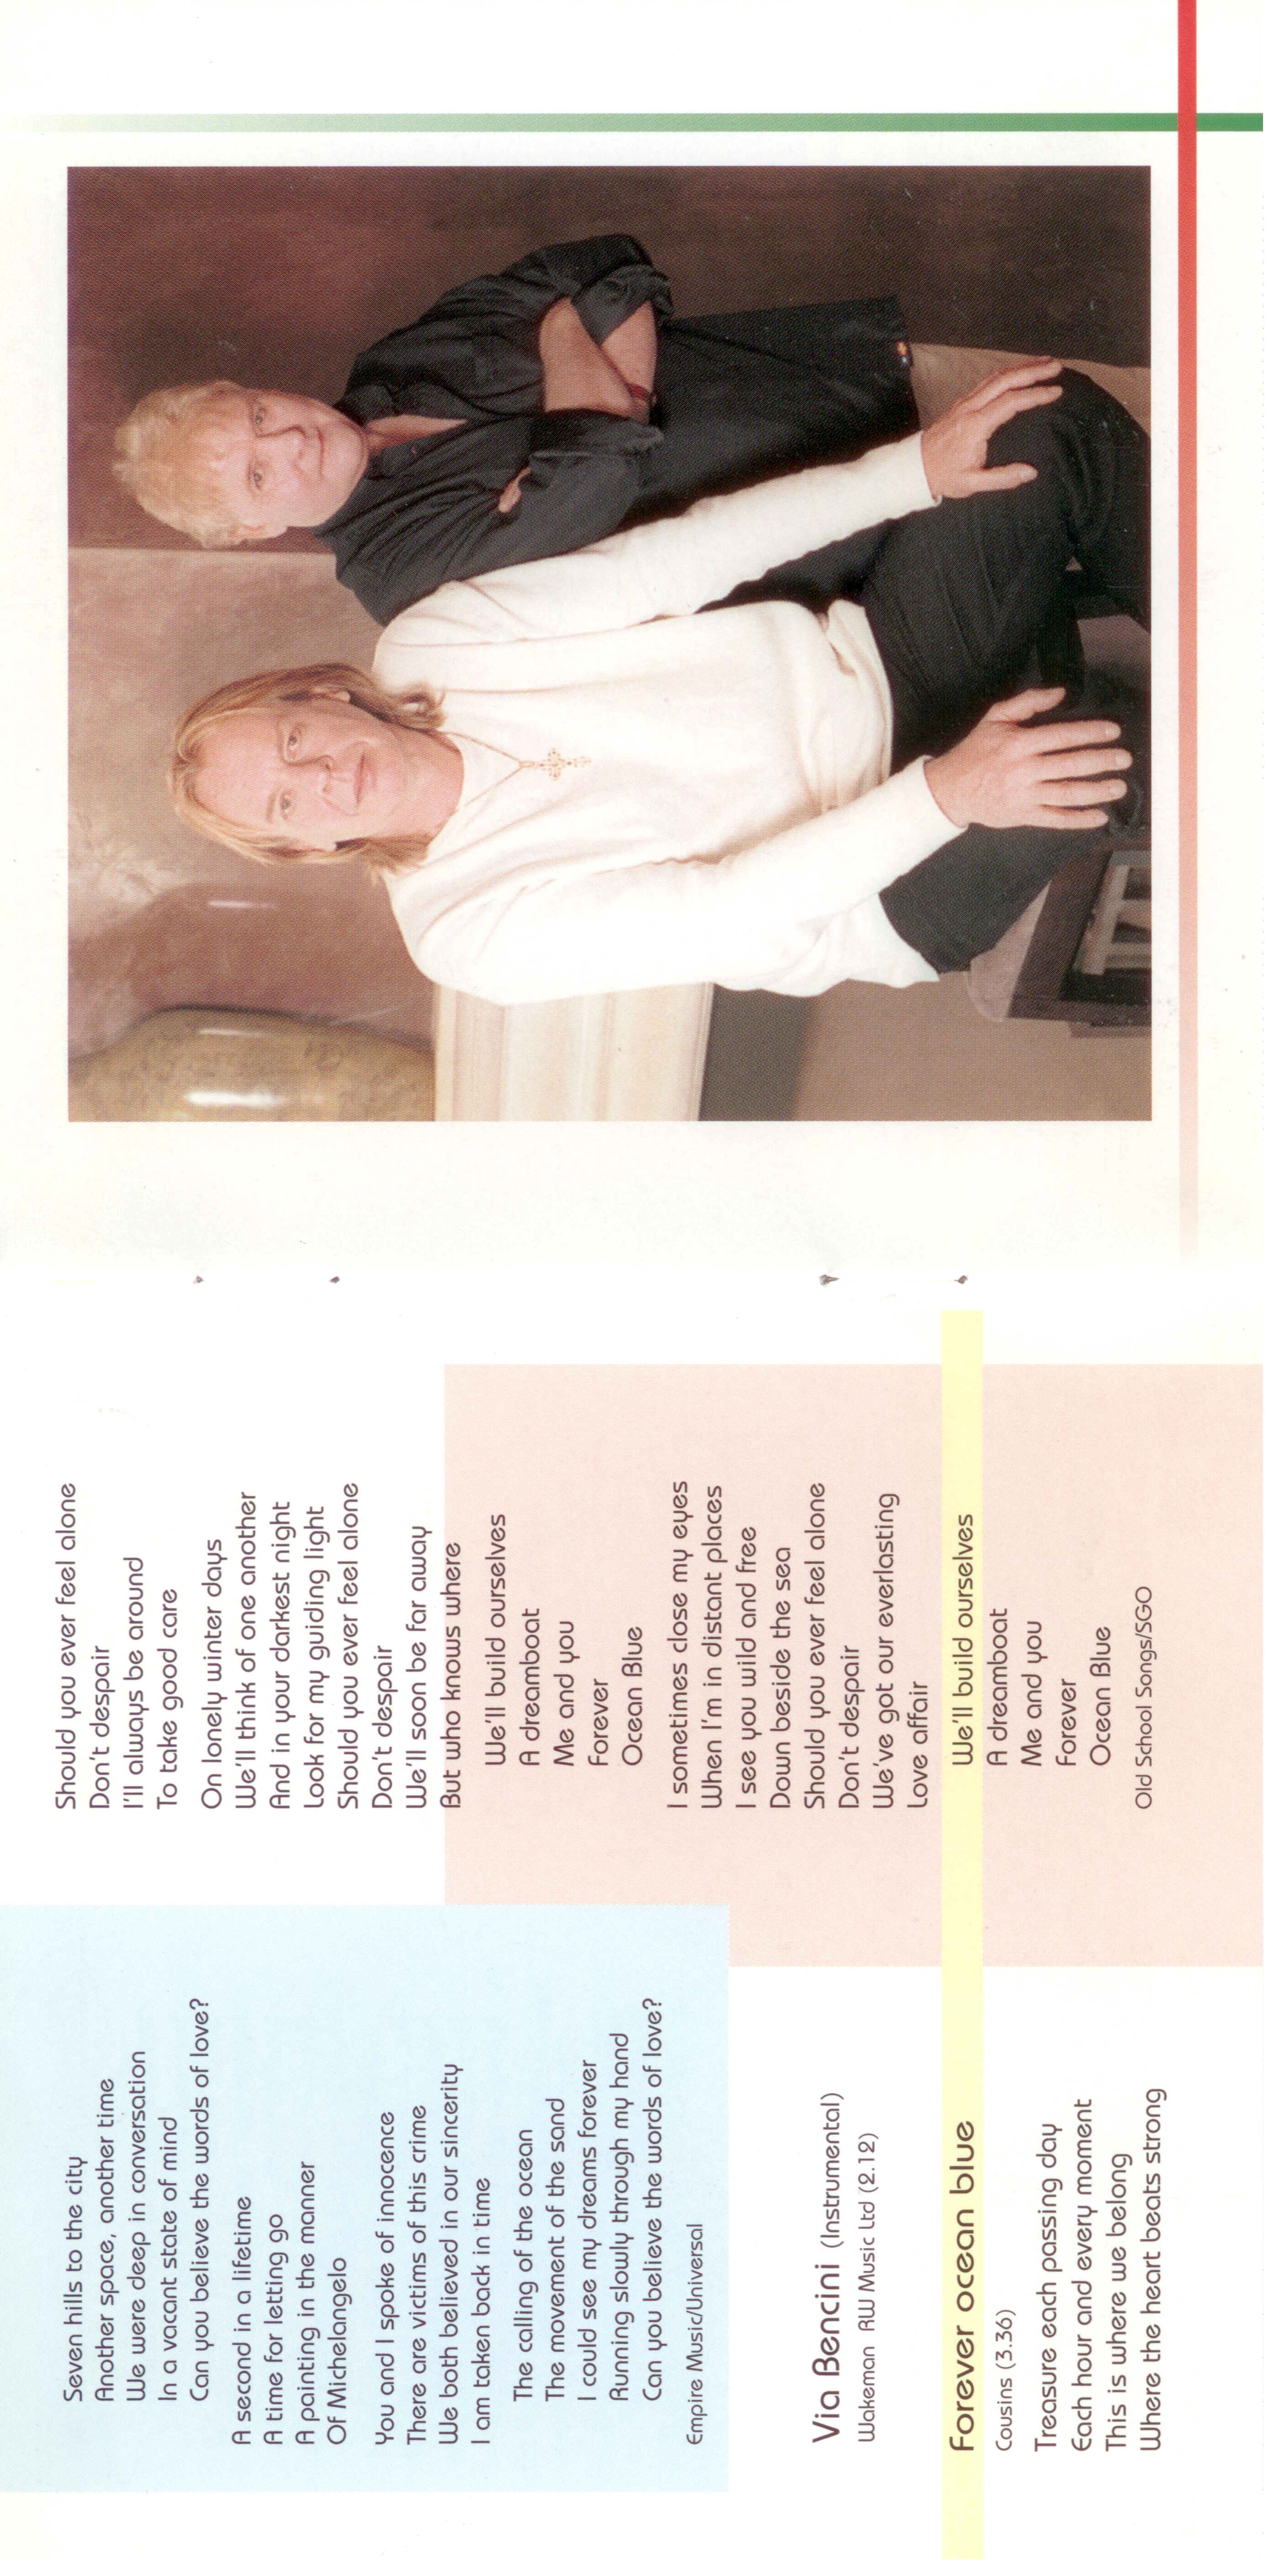 Seven hills to the city
Another space, another time
We were deep in conversation
In a vacant state of mind
Can you believe the words of love?
A second in a lifetime
A time for letting go
A painting in the manner
Of Michelangelo
You and I spoke of innocence
There are victims of this crime
We both believed in our sincerity
I am taken back in time
The calling of the ocean
The movement of the sand
I could see my dreams forever
Running slowly through my hand
Can you believe the words of love?
Empire Music/Universal
Via Bencini (Instrumental)
Wakeman RW Music Ltd (2.12)
Forever ocean blue
Cousins (3.36)
Treasure each passing day
Each hour and every moment
This is where we belong
Where the heart beats strong
Should you ever feel alone
Don't despair
I'll always be around
To take good care
On lonely winter days
We'll think of one another
And in your darkest night
Look for my guiding light
Should you ever feel alone
Don't despair
We'll soon be far away
But who knows where
We'll build ourselves
A dreamboat
Me and you
Forever
Ocean Blue
I sometimes close my eyes
When I'm in distant places
I see you wild and free
Down beside the sea
Should you ever feel alone
Don't despair
We've got our everlasting
Love affair
We'll build ourselves
A dreamboat
Me and you
Forever
Ocean Blue
Old School Songs/SGO